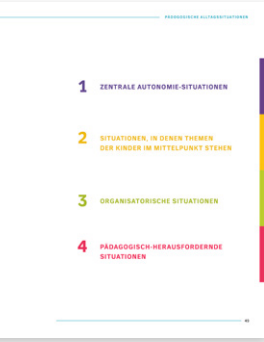 PÄDAGOGISCHE ALLTAGSSITUATIONEN
1 ZENTRALE AUTONOMIE-SITUATIONEN
2 SITUATIONEN, IN DENEN THEMEN
DER KINDER IM MITTELPUNKT STEHEN
3 ORGANISATORISCHE SITUATIONEN
4 PÄDAGOGISCH-HERAUSFORDERNDE
SITUATIONEN